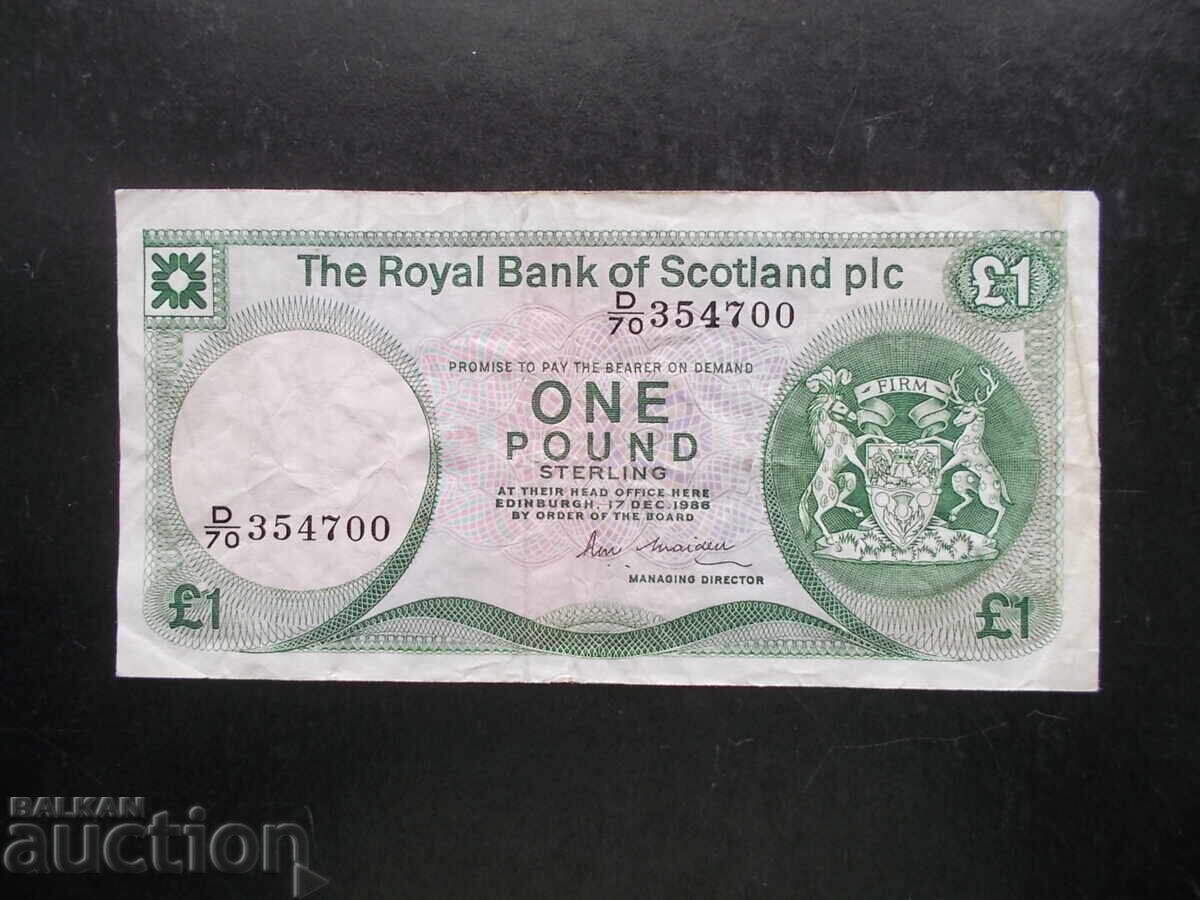 The Royal Bank of Scotland plc
£1
D/70 354700
PROMISE TO PAY THE BEARER ON DEMAND
ONE
POUND
STERLING
AT THEIR HEAD OFFICE HERE
EDINBURGH, 17 DEC. 1986
BY ORDER OF THE BOARD
MANAGING DIRECTOR
FIRM
D/70 354700
£1
£1
BALKAN
auction